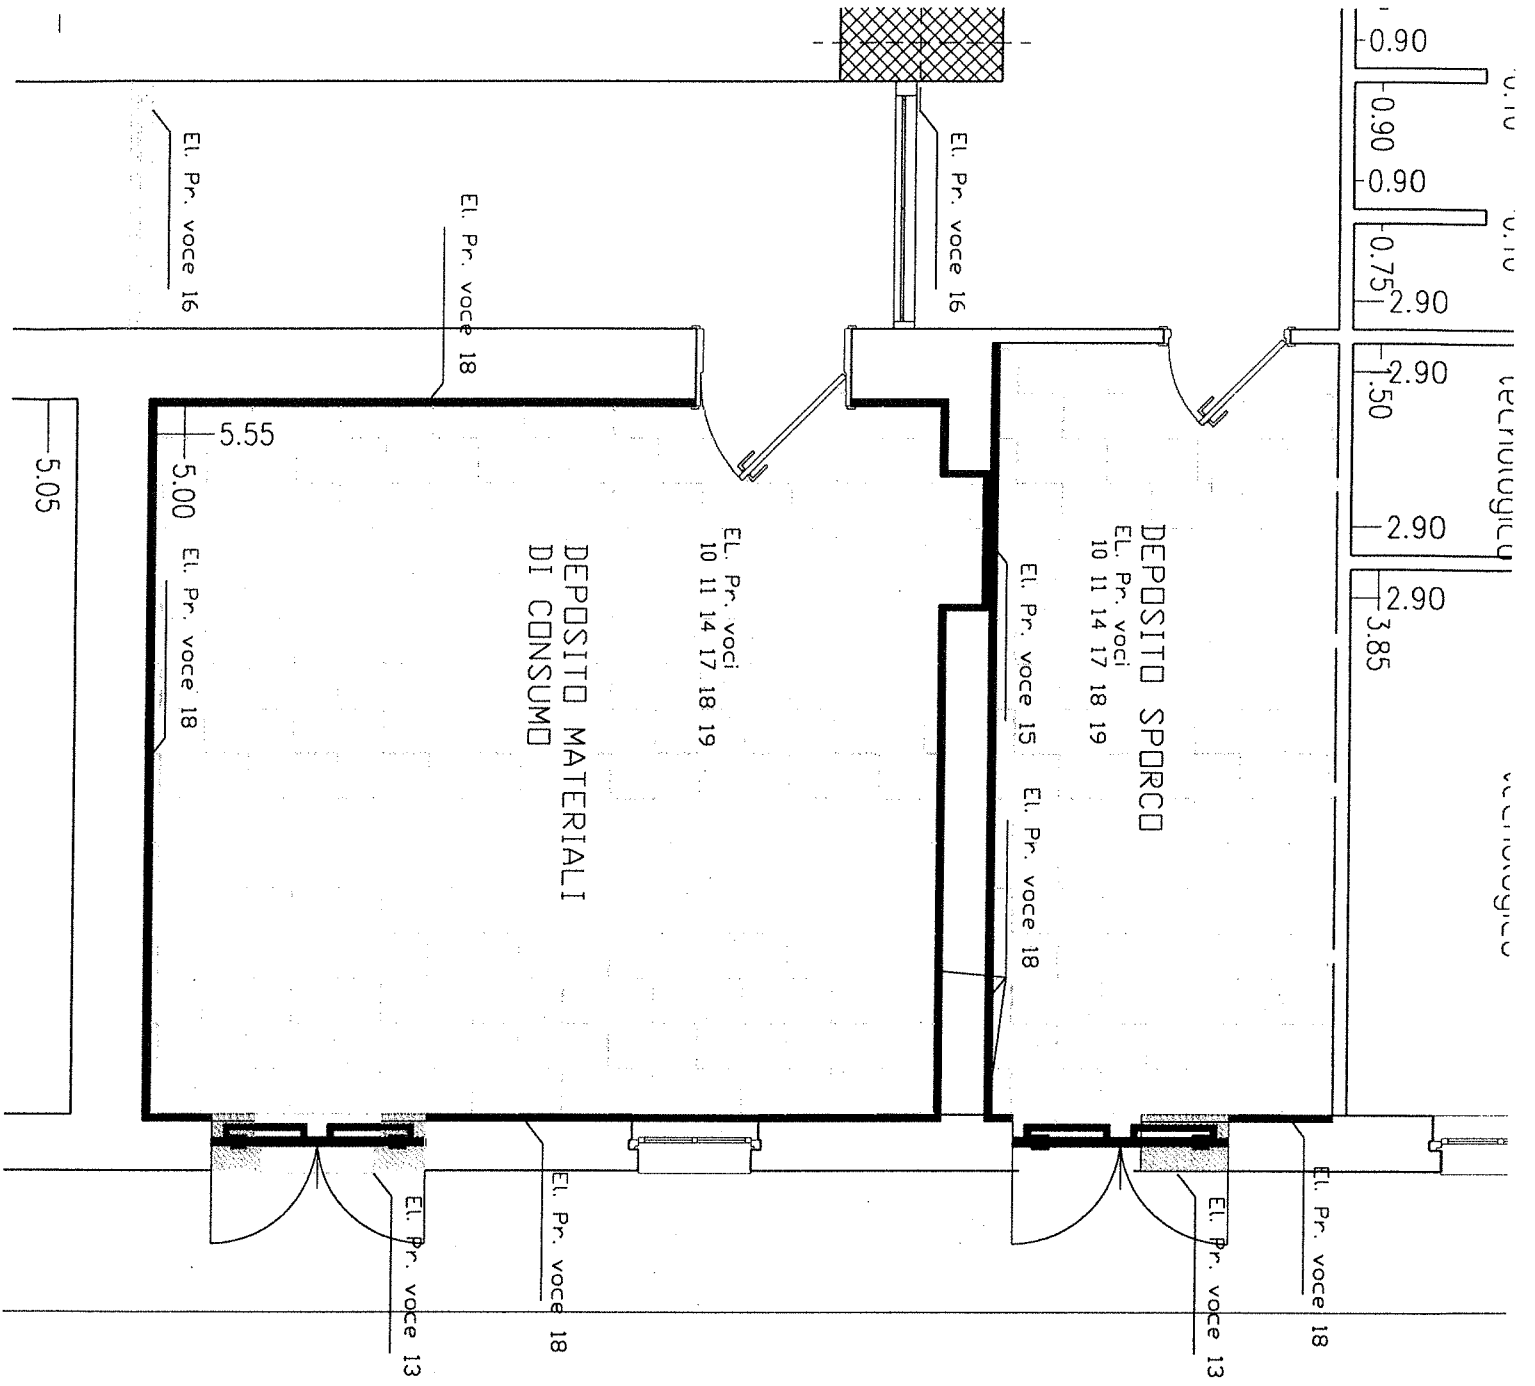 0.90
0.90
0.90
0.75
2.90
2.90
.50
2.90
2.90
3.85
El. Pr. voce 16
El. Pr. voce 16
El. Pr. voce 18
5.55
5.00
5.05
El. Pr. voce 18
DEPOSITO MATERIALI
DI CONSUMO
El. Pr. voci
10 11 14 17 18 19
DEPOSITO SPORCO
El. Pr. voci
10 11 14 17 18 19
El. Pr. voce 15
El. Pr. voce 18
El. Pr. voce 13
El. Pr. voce 18
El. Pr. voce 13
El. Pr. voce 18